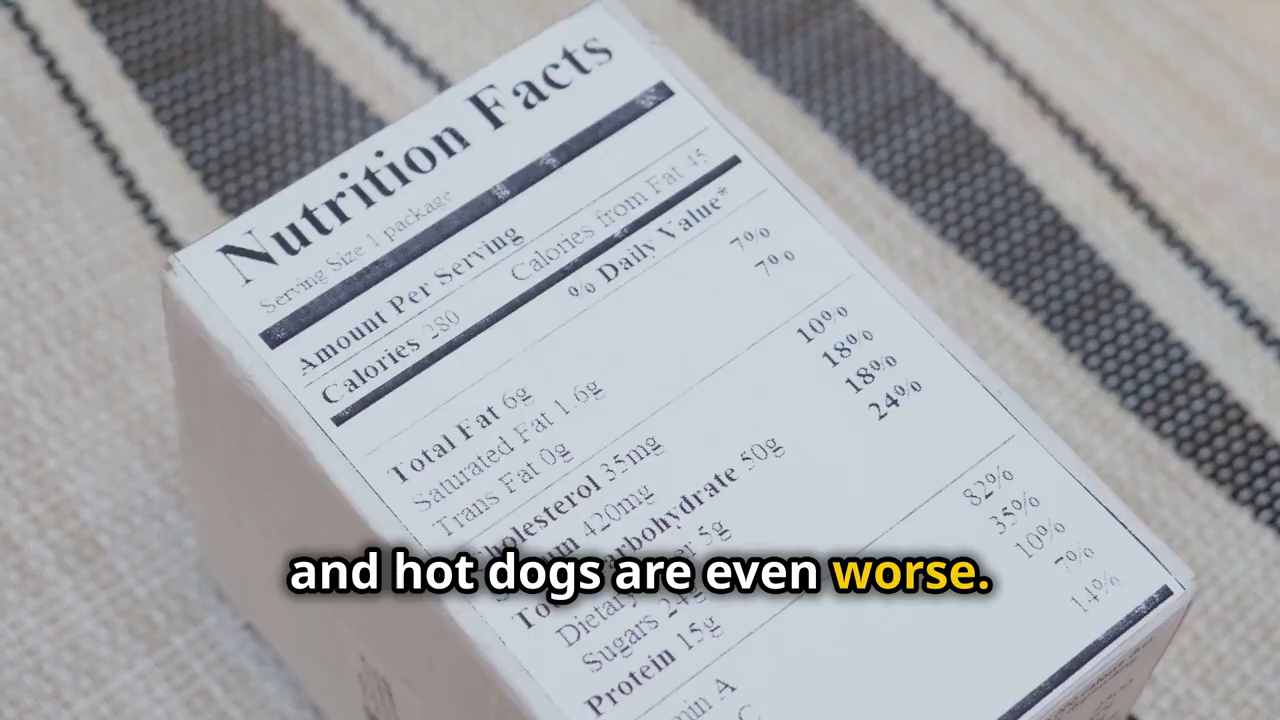 Nutrition Facts
Serving Size 1 package
Amount Per Serving
Calories 280 Calories from Fat 45
% Daily Value*
Total Fat 6g 7%
Saturated Fat 1.6g 7%
Trans Fat 0g
Cholesterol 35mg 10%
420mg 18%
Carbohydrate 50g 18%
Dietary 5g 24%
Sugars 24g
Protein 15g
A 82%
C 35%
10%
7%
14%
and hot dogs are even worse.